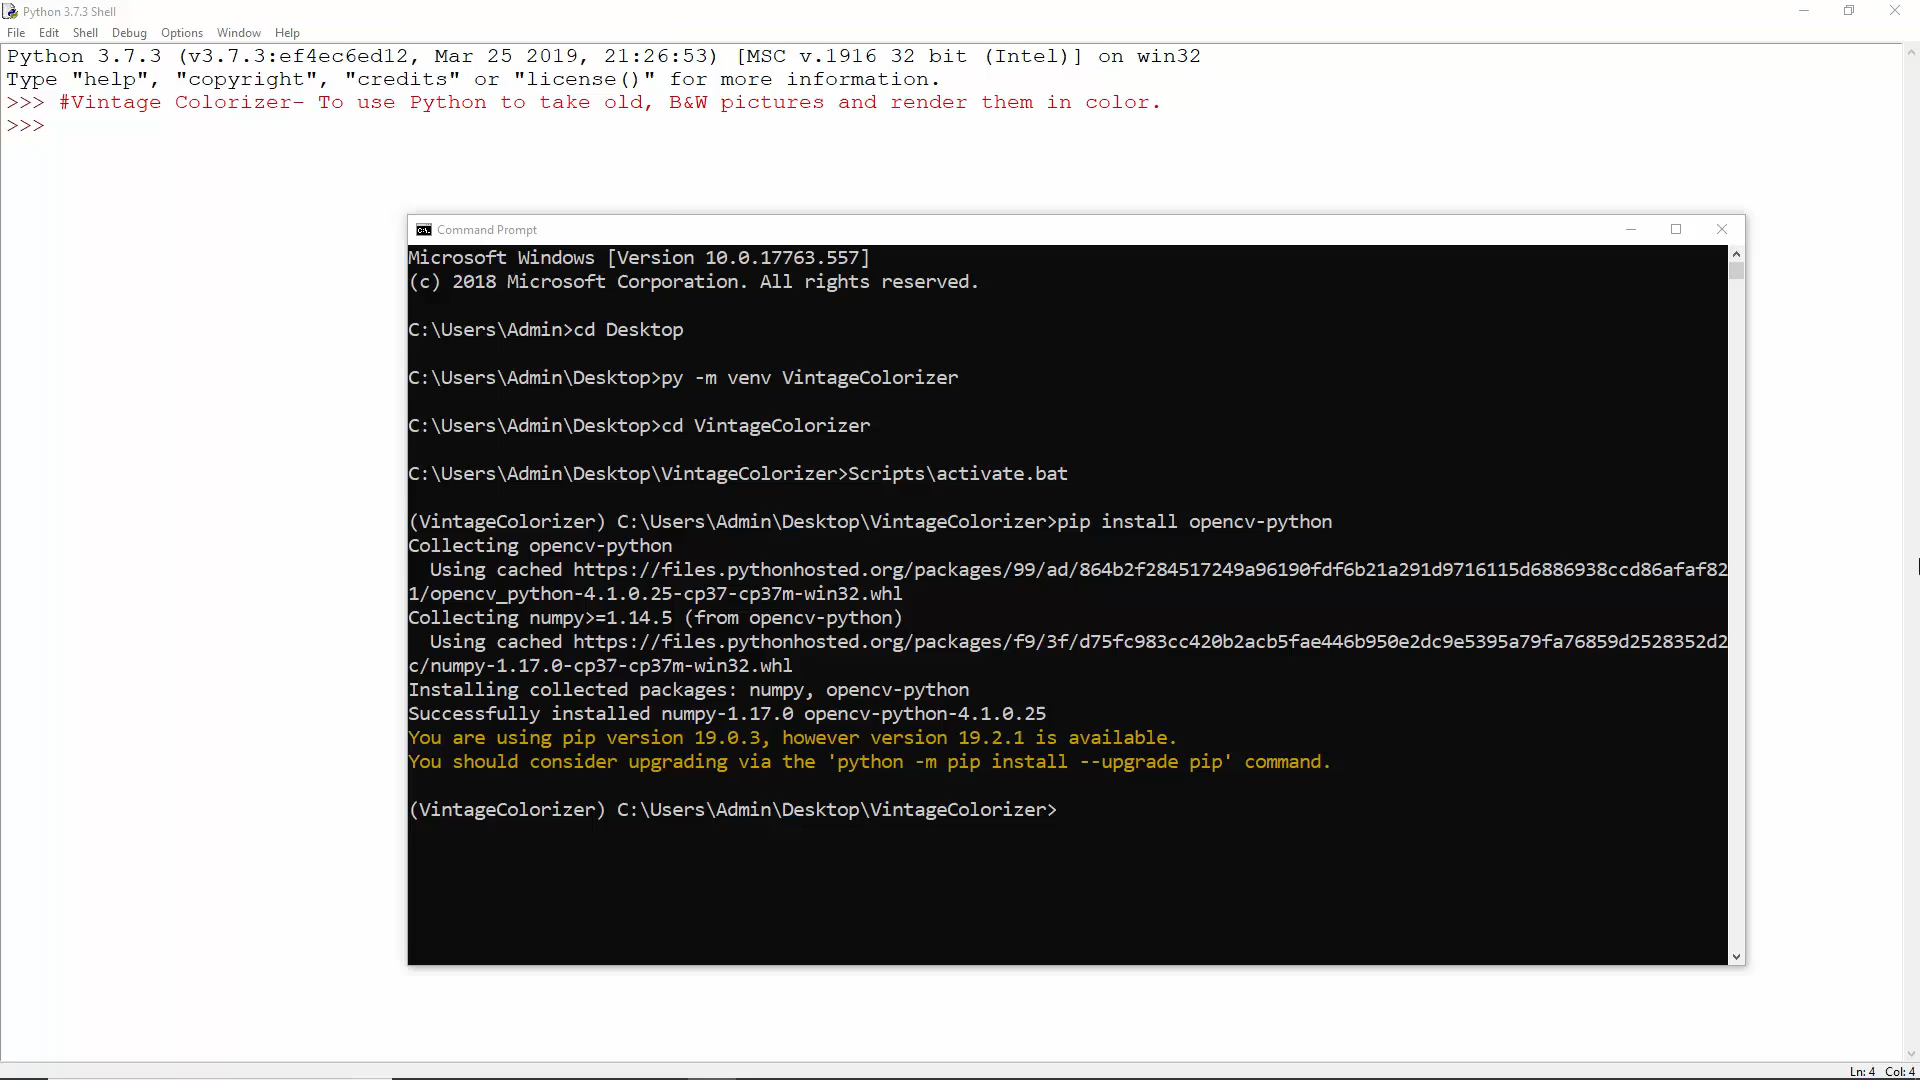 Python 3.7.3 Shell
File Edit Shell Debug Options Window Help
Python 3.7.3 (v3.7.3:ef4ec6ed12, Mar 25 2019, 21:26:53) [MSC v.1916 32 bit (Intel)] on win32
Type "help", "copyright", "credits" or "license()" for more information.
>>> #Vintage Colorizer- To use Python to take old, B&W pictures and render them in color.
>>>
Command Prompt
Microsoft Windows [Version 10.0.17763.557]
(c) 2018 Microsoft Corporation. All rights reserved.
C:\Users\Admin>cd Desktop
C:\Users\Admin\Desktop>py -m venv VintageColorizer
C:\Users\Admin\Desktop>cd VintageColorizer
C:\Users\Admin\Desktop\VintageColorizer>Scripts\activate.bat
(VintageColorizer) C:\Users\Admin\Desktop\VintageColorizer>pip install opencv-python
Collecting opencv-python
Using cached https://files.pythonhosted.org/packages/99/ad/864b2f284517249a96190fdf6b21a291d9716115d6886938ccd86afaf82
1/opencv_python-4.1.0.25-cp37-cp37m-win32.whl
Collecting numpy>=1.14.5 (from opencv-python)
Using cached https://files.pythonhosted.org/packages/f9/3f/d75fc983cc420b2acb5fae446b950e2dc9e5395a79fa76859d2528352d2
c/numpy-1.17.0-cp37-cp37m-win32.whl
Installing collected packages: numpy, opencv-python
Successfully installed numpy-1.17.0 opencv-python-4.1.0.25
You are using pip version 19.0.3, however version 19.2.1 is available.
You should consider upgrading via the 'python -m pip install --upgrade pip' command.
(VintageColorizer) C:\Users\Admin\Desktop\VintageColorizer>
Ln: 4 Col: 4